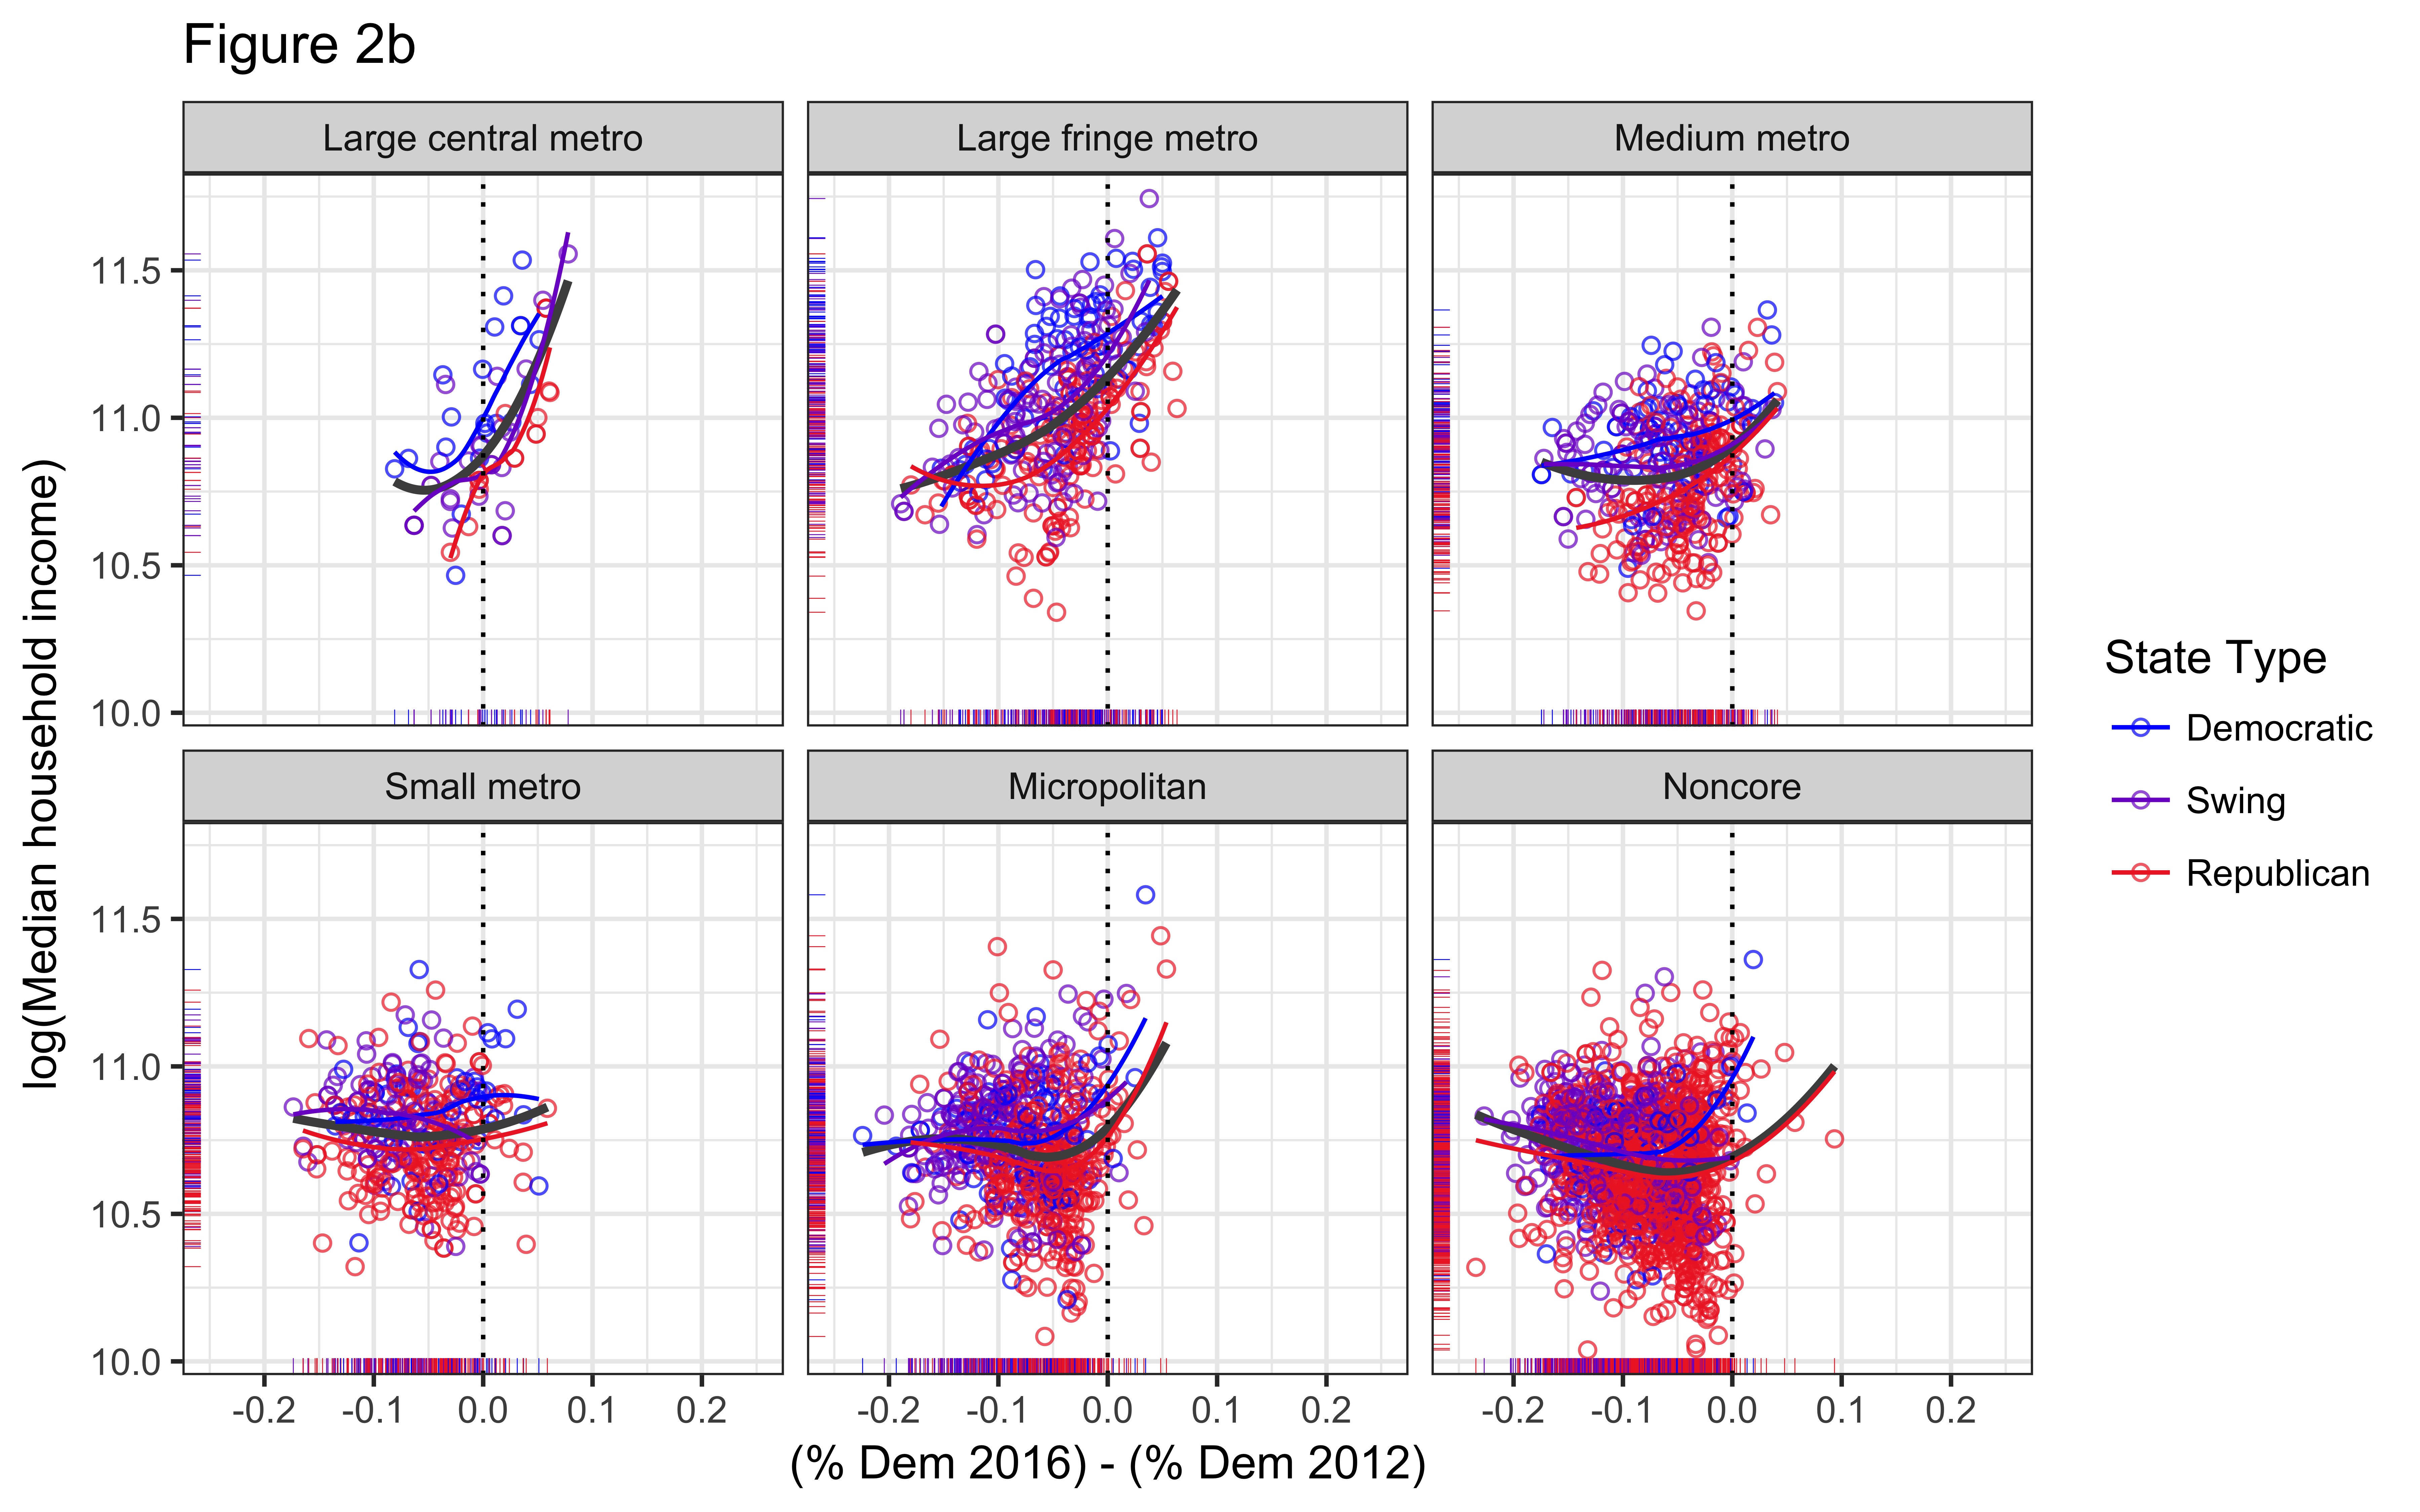 Figure 2b
Large central metro
Large fringe metro
Medium metro
11.5
11.0
10.5
10.0
Small metro
Micropolitan
Noncore
11.5
11.0
10.5
10.0
-0.2 -0.1 0.0 0.1 0.2
-0.2 -0.1 0.0 0.1 0.2
-0.2 -0.1 0.0 0.1 0.2
(% Dem 2016) - (% Dem 2012)
log(Median household income)
State Type
Democratic
Swing
Republican